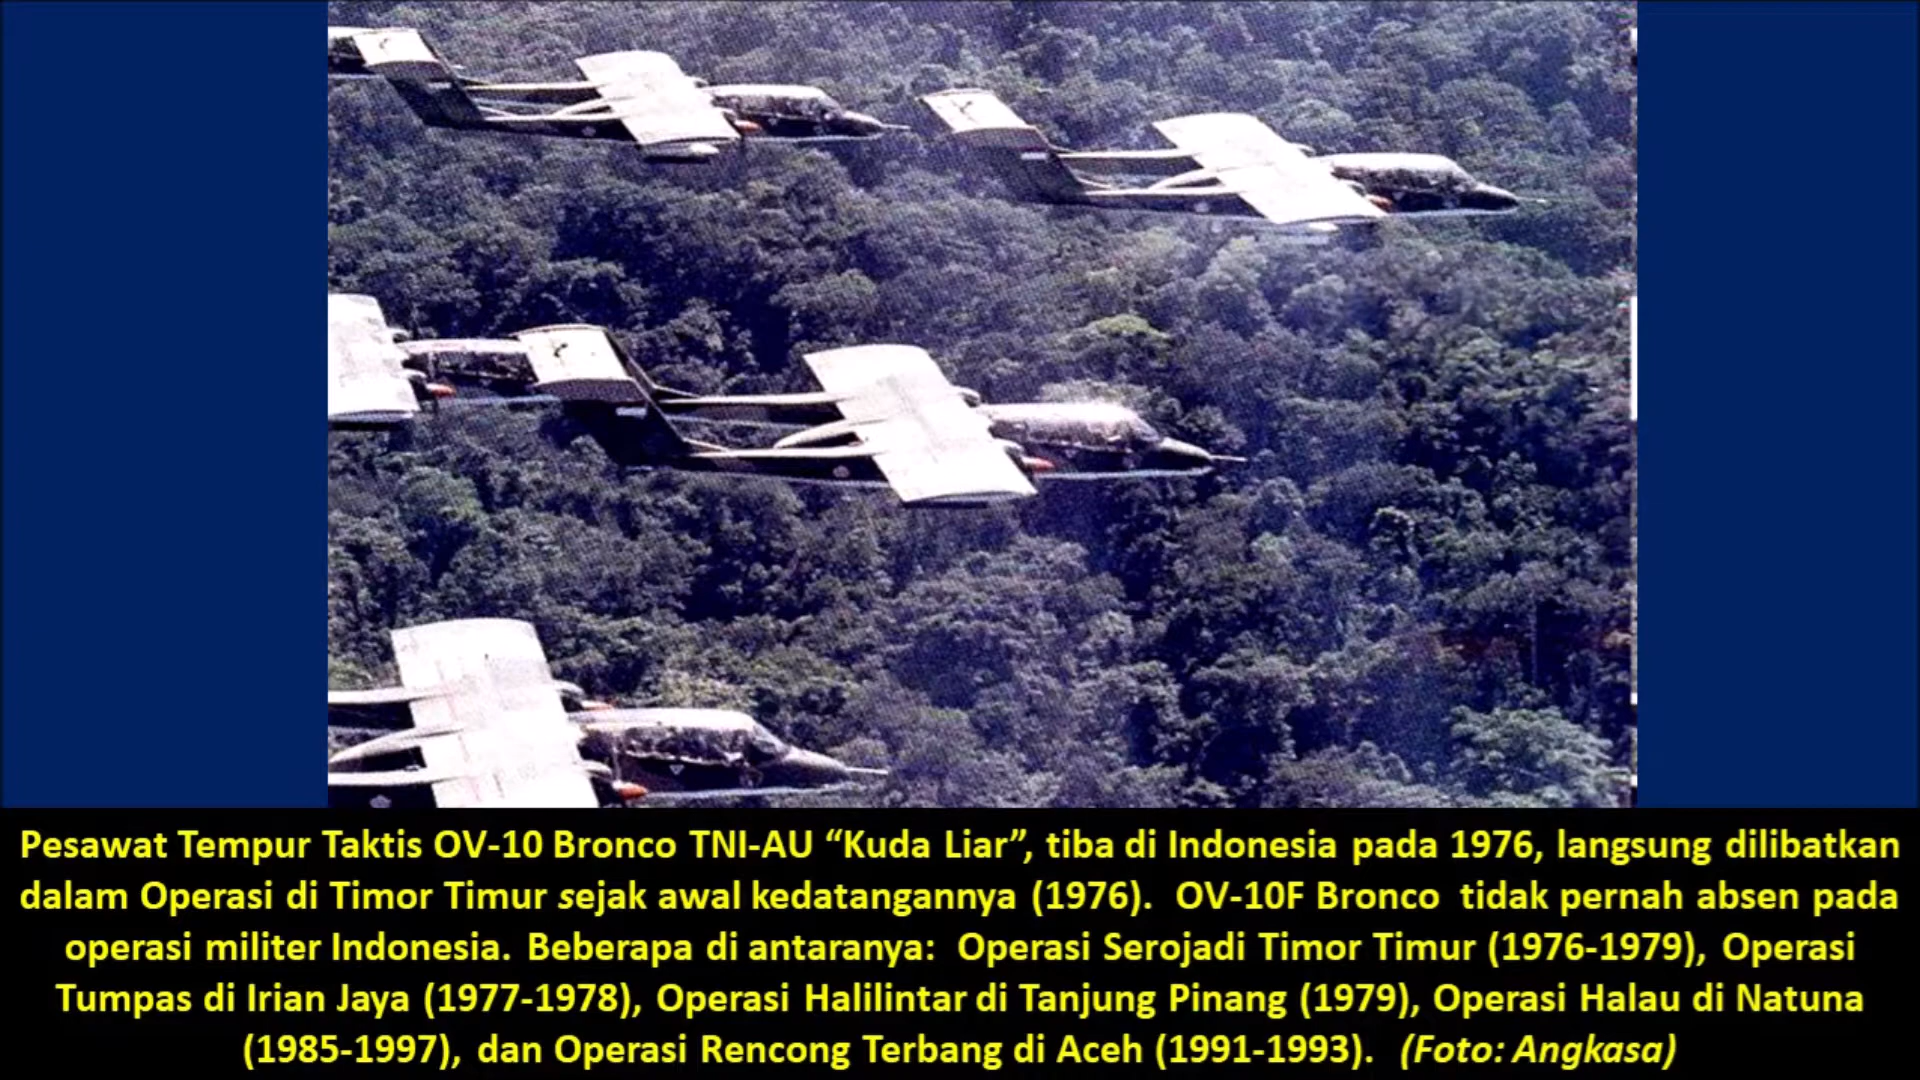 Pesawat Tempur Taktis OV-10 Bronco TNI-AU “Kuda Liar”, tiba di Indonesia pada 1976, langsung dilibatkan
dalam Operasi di Timor Timur sejak awal kedatangannya (1976). OV-10F Bronco tidak pernah absen pada
operasi militer Indonesia. Beberapa di antaranya: Operasi Serojadi Timor Timur (1976-1979), Operasi
Tumpas di Irian Jaya (1977-1978), Operasi Halilintar di Tanjung Pinang (1979), Operasi Halau di Natuna
(1985-1997), dan Operasi Rencong Terbang di Aceh (1991-1993). (Foto: Angkasa)